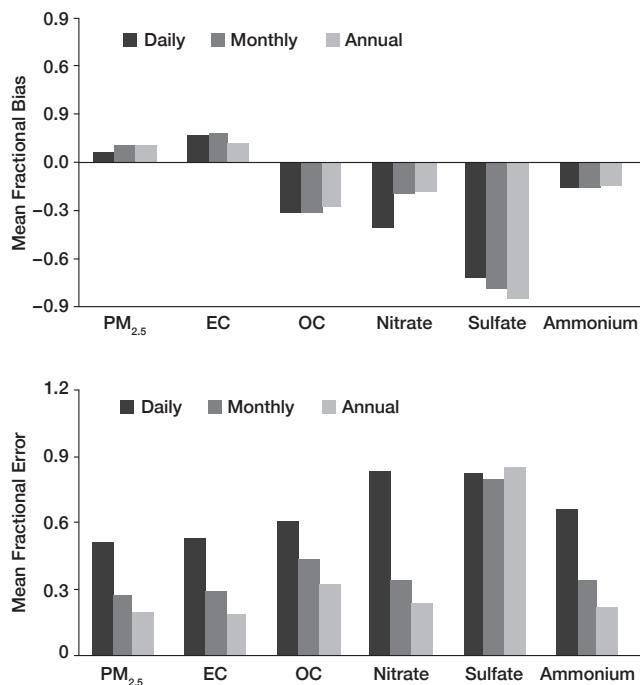 0.9
Daily Monthly Annual
0.6
0.9
0.0
−0.3
−0.6
−0.9
Mean Fractional Bias
PM2.5 EC OC Nitrate Sulfate Ammonium
1.2
Daily Monthly Annual
0.9
0.6
0.3
0
Mean Fractional Error
PM2.5 EC OC Nitrate Sulfate Ammonium